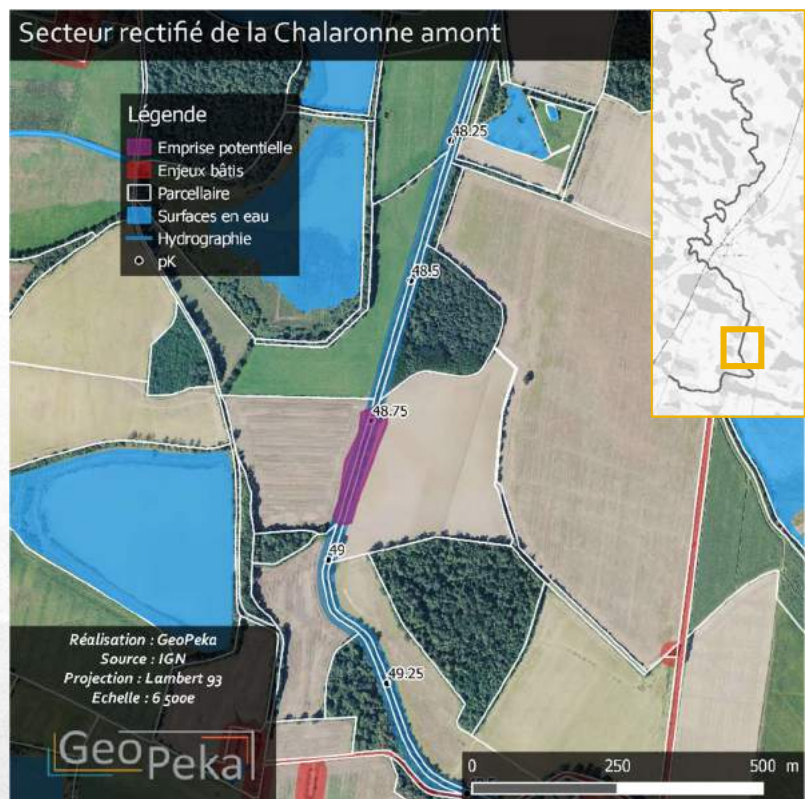 Secteur rectifié de la Chalaronne amont
Légende
Emprise potentielle
Enjeux bâtis
Parcellaire
Surfaces en eau
Hydrographie
pK
48.25
48.5
48.75
49
49.25
Réalisation : GeoPeka
Source : IGN
Projection : Lambert 93
Echelle : 6 500e
GeoPeka
0 250 500 m